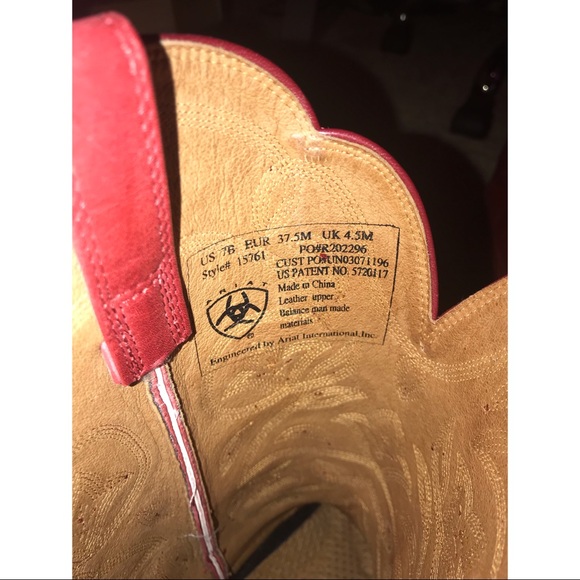 US 7B EUR 37.5M UK 4.5M
Style# 15761 PO#R202296
CUST PO#UN03071196
US PATENT NO. 5720117
Made in China
Leather upper
Balance man made
materials
ARIAT
Engineered by Ariat International,Inc.